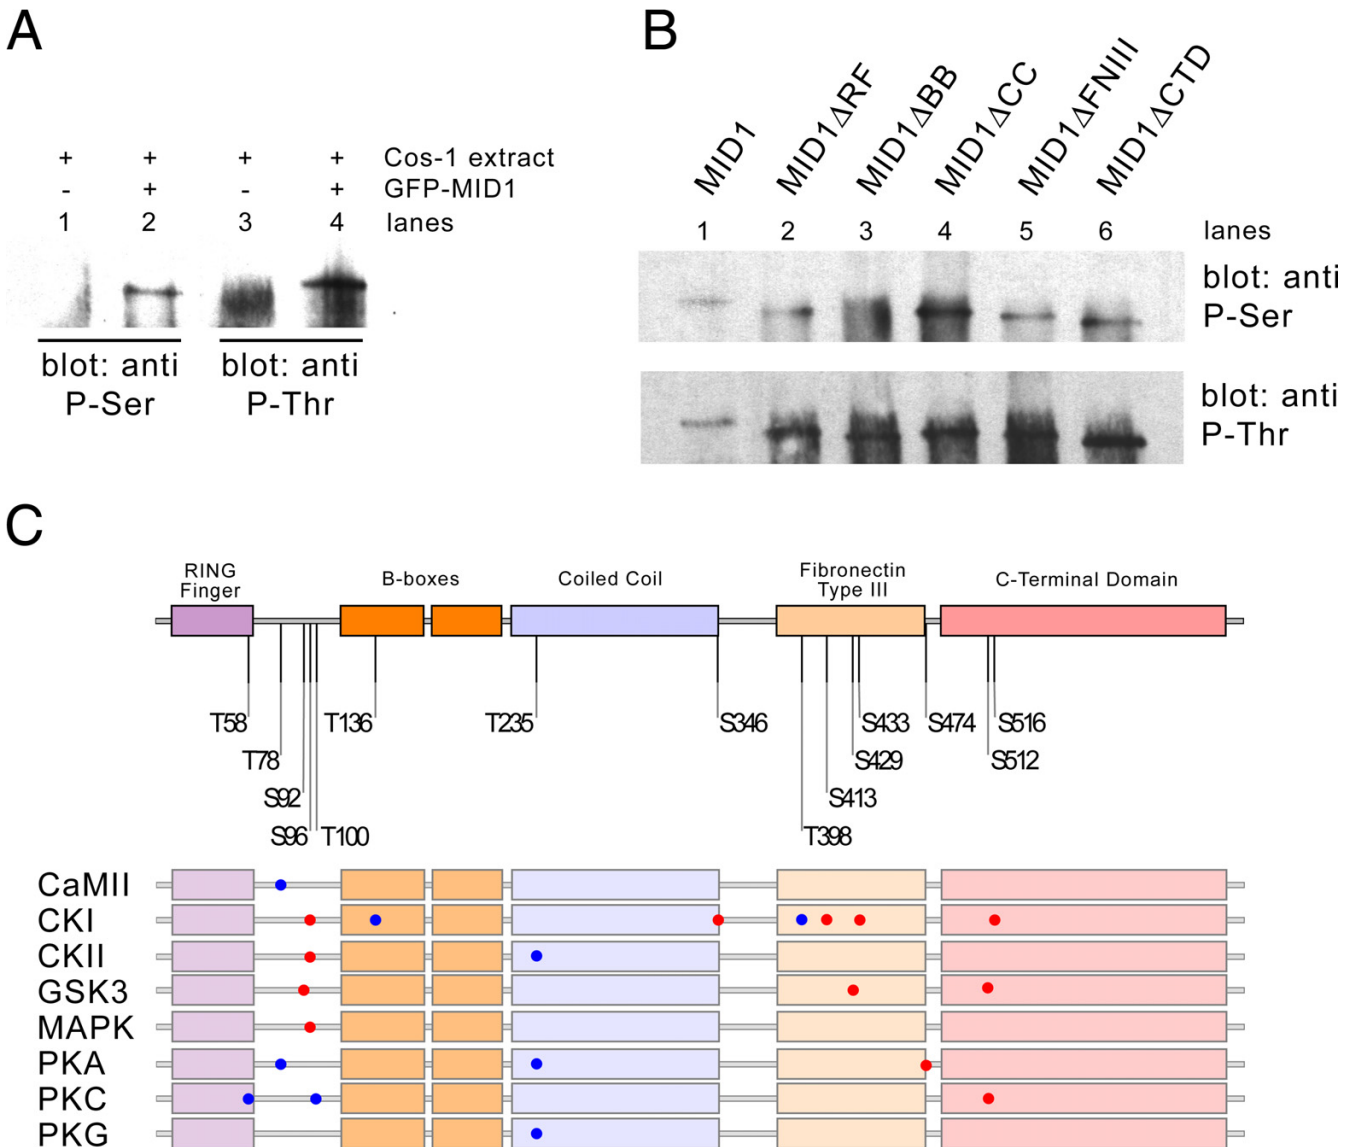 A
+ + + + Cos-1 extract
- + - + GFP-MID1
1 2 3 4 lanes
blot: anti P-Ser
blot: anti P-Thr
B
MID1 MID1ΔRF MID1ΔBB MID1ΔCC MID1ΔFNIII MID1ΔCTD
1 2 3 4 5 6 lanes
blot: anti
P-Ser
blot: anti
P-Thr
C
RING
Finger
B-boxes
Coiled Coil
Fibronectin
Type III
C-Terminal Domain
T58 T136 T235 S346 S433 S474 S516
T78 S429 S512
S92 S413
S96 T100 T398
CaMII
CKI
CKII
GSK3
MAPK
PKA
PKC
PKG